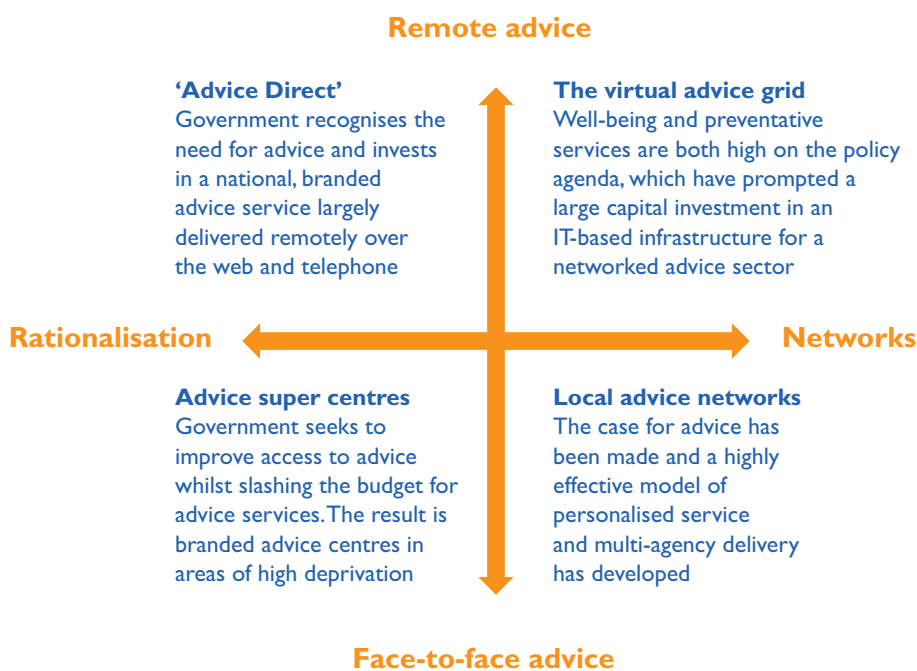 Remote advice
‘Advice Direct’
Government recognises the
need for advice and invests
in a national, branded
advice service largely
delivered remotely over
the web and telephone
The virtual advice grid
Well-being and preventative
services are both high on the policy
agenda, which have prompted a
large capital investment in an
IT-based infrastructure for a
networked advice sector
Rationalisation
Networks
Advice super centres
Government seeks to
improve access to advice
whilst slashing the budget for
advice services. The result is
branded advice centres in
areas of high deprivation
Local advice networks
The case for advice has
been made and a highly
effective model of
personalised service
and multi-agency delivery
has developed
Face-to-face advice